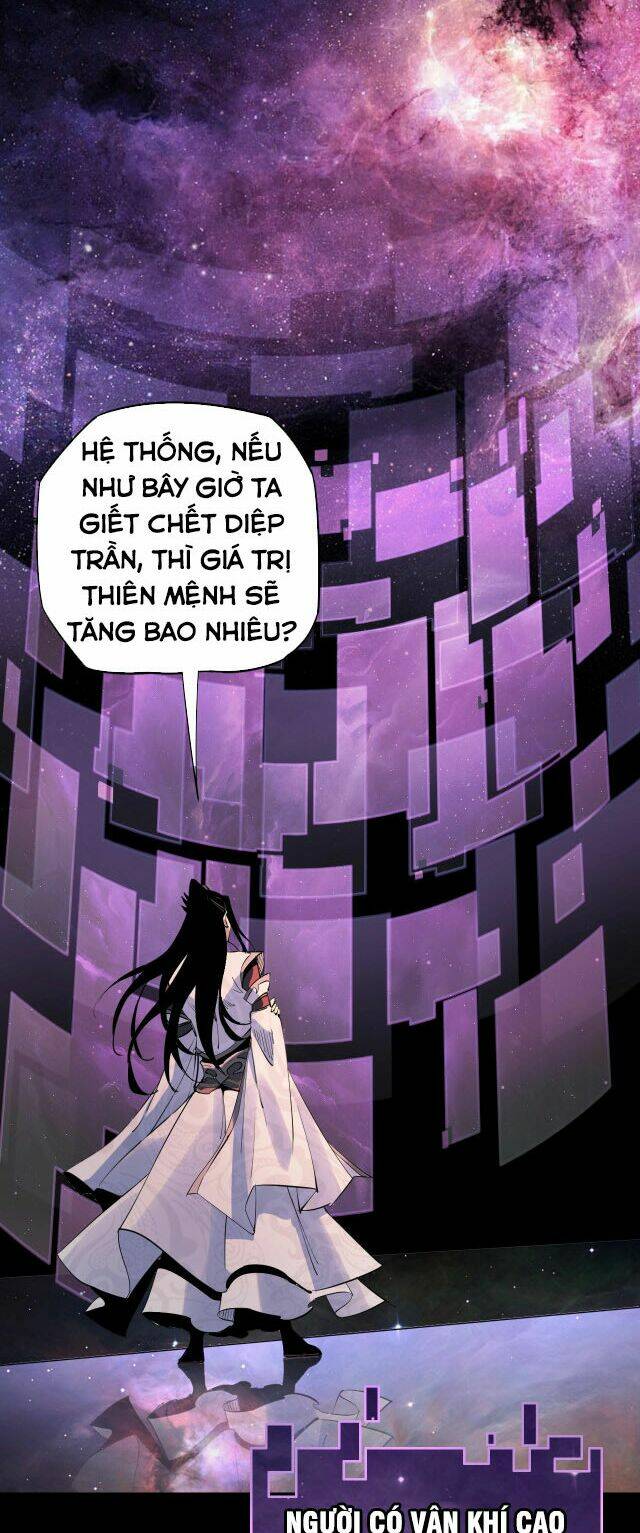 HỆ THỐNG, NẾU
NHƯ BÂY GIỜ TA
GIẾT CHẾT DIỆP
TRẦN, THÌ GIÁ TRỊ
THIÊN MỆNH SẼ
TĂNG BAO NHIÊU?
NGƯỜI CÓ VẬN KHÍ CAO